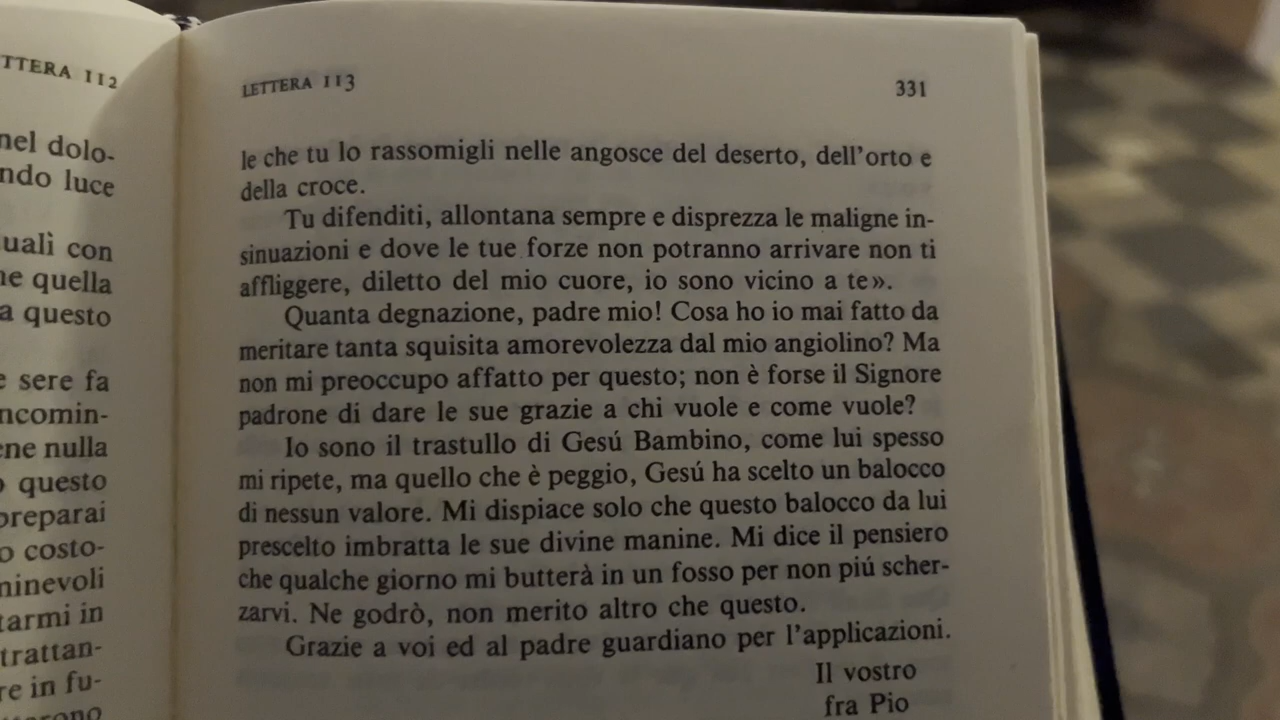 TTERA 112
nel dolo-
ndo luce
uali con
ne quella
a questo
e sere fa
ncomin-
ene nulla
o questo
preparai
o costo-
ninevoli
tarmi in
trattan-
re in fu-
LETTERA 113
331
le che tu lo rassomigli nelle angosce del deserto, dell'orto e
della croce.
Tu difenditi, allontana sempre e disprezza le maligne in-
sinuazioni e dove le tue forze non potranno arrivare non ti
affliggere, diletto del mio cuore, io sono vicino a te».
Quanta degnazione, padre mio! Cosa ho io mai fatto da
meritare tanta squisita amorevolezza dal mio angiolino? Ma
non mi preoccupo affatto per questo; non è forse il Signore
padrone di dare le sue grazie a chi vuole e come vuole?
Io sono il trastullo di Gesú Bambino, come lui spesso
mi ripete, ma quello che è peggio, Gesú ha scelto un balocco
di nessun valore. Mi dispiace solo che questo balocco da lui
prescelto imbratta le sue divine manine. Mi dice il pensiero
che qualche giorno mi butterà in un fosso per non piú scher-
zarvi. Ne godrò, non merito altro che questo.
Grazie a voi ed al padre guardiano per l'applicazioni.
Il vostro
fra Pio